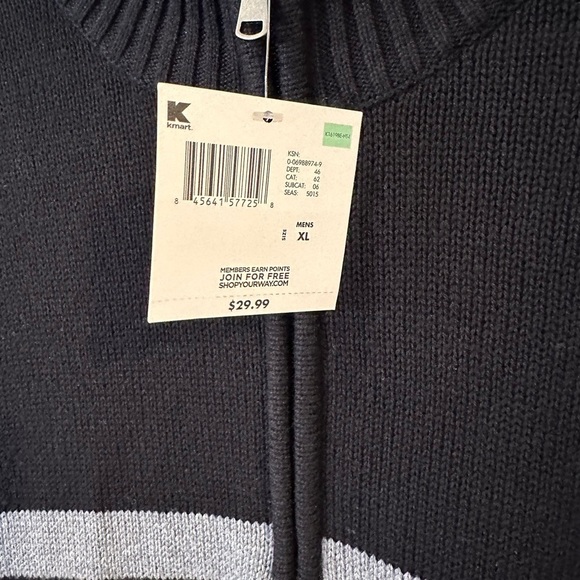 K
kmart.
KSN:
0-06988974-9
DEPT: 46
CAT: 62
SUBCAT: 06
SEAS: 5015
8 45641 57725 8
SIZE MENS
XL
MEMBERS EARN POINTS
JOIN FOR FREE
SHOPYOURWAY.COM
$29.99